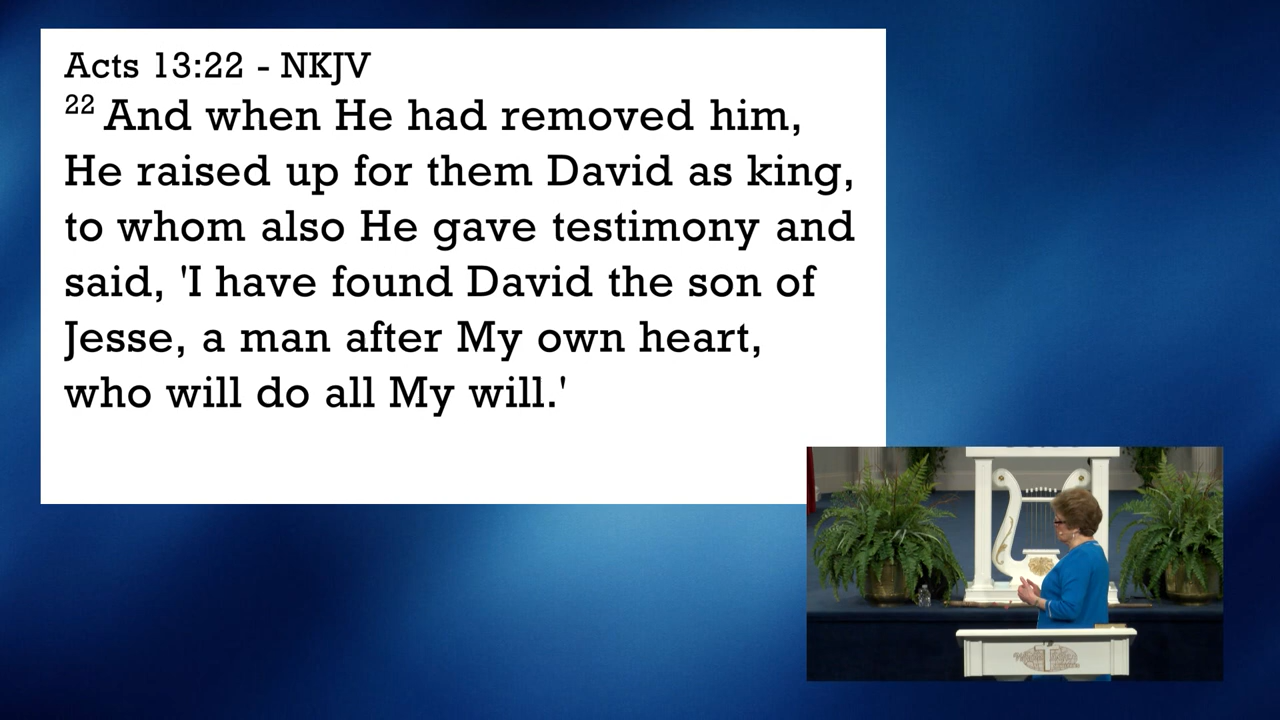 Acts 13:22 - NKJV
22 And when He had removed him,
He raised up for them David as king,
to whom also He gave testimony and
said, 'I have found David the son of
Jesse, a man after My own heart,
who will do all My will.'